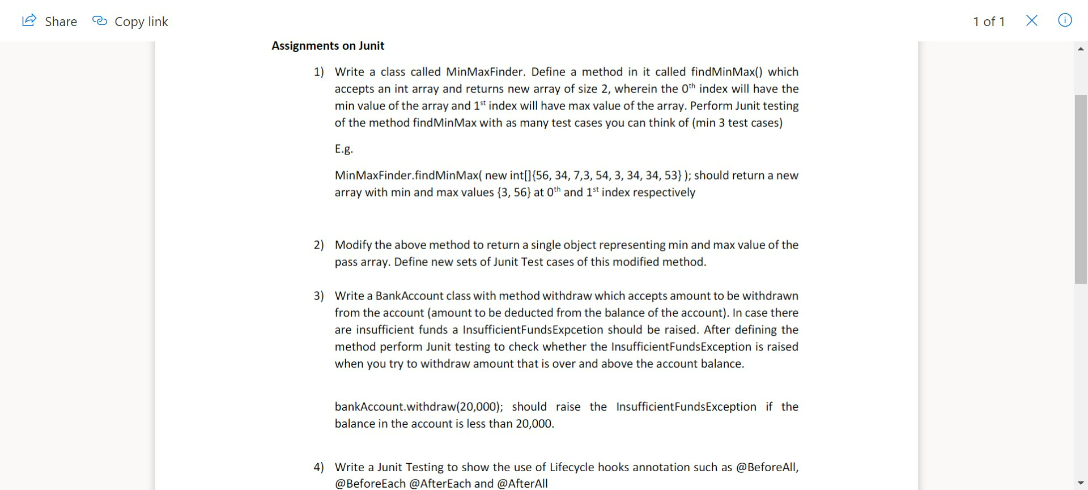 Share Copy link 1 of 1
Assignments on Junit
1) Write a class called MinMaxFinder. Define a method in it called findMinMax() which
accepts an int array and returns new array of size 2, wherein the 0th index will have the
min value of the array and 1st index will have max value of the array. Perform Junit testing
of the method findMinMax with as many test cases you can think of (min 3 test cases)
E.g.
MinMaxFinder.findMinMax( new int[]{56, 34, 7,3, 54, 3, 34, 34, 53} ); should return a new
array with min and max values {3, 56} at 0th and 1st index respectively
2) Modify the above method to return a single object representing min and max value of the
pass array. Define new sets of Junit Test cases of this modified method.
3) Write a BankAccount class with method withdraw which accepts amount to be withdrawn
from the account (amount to be deducted from the balance of the account). In case there
are insufficient funds a InsufficientFundsExpcetion should be raised. After defining the
method perform Junit testing to check whether the InsufficientFundsException is raised
when you try to withdraw amount that is over and above the account balance.
bankAccount.withdraw(20,000); should raise the InsufficientFundsException if the
balance in the account is less than 20,000.
4) Write a Junit Testing to show the use of Lifecycle hooks annotation such as @BeforeAll,
@BeforeEach @AfterEach and @AfterAll